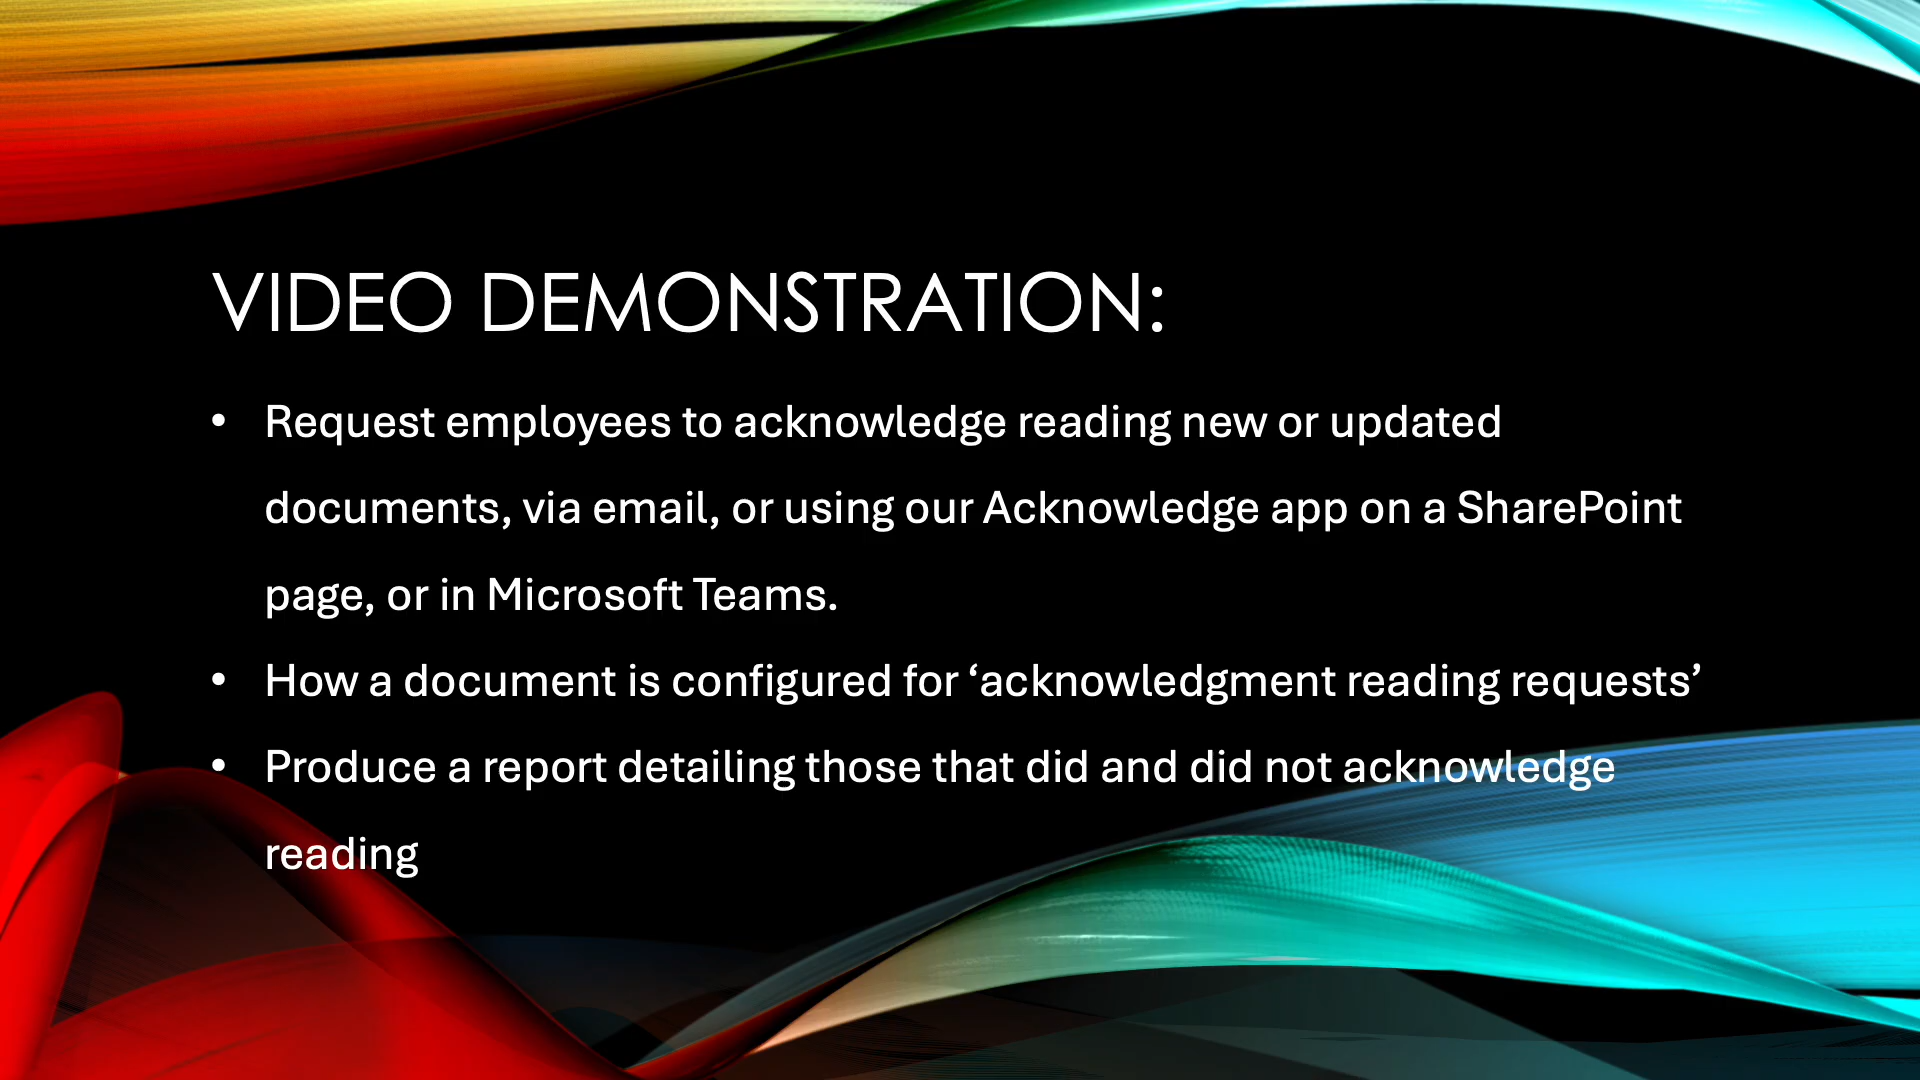 VIDEO DEMONSTRATION:
• Request employees to acknowledge reading new or updated
documents, via email, or using our Acknowledge app on a SharePoint
page, or in Microsoft Teams.
• How a document is configured for ‘acknowledgment reading requests’
• Produce a report detailing those that did and did not acknowledge
reading